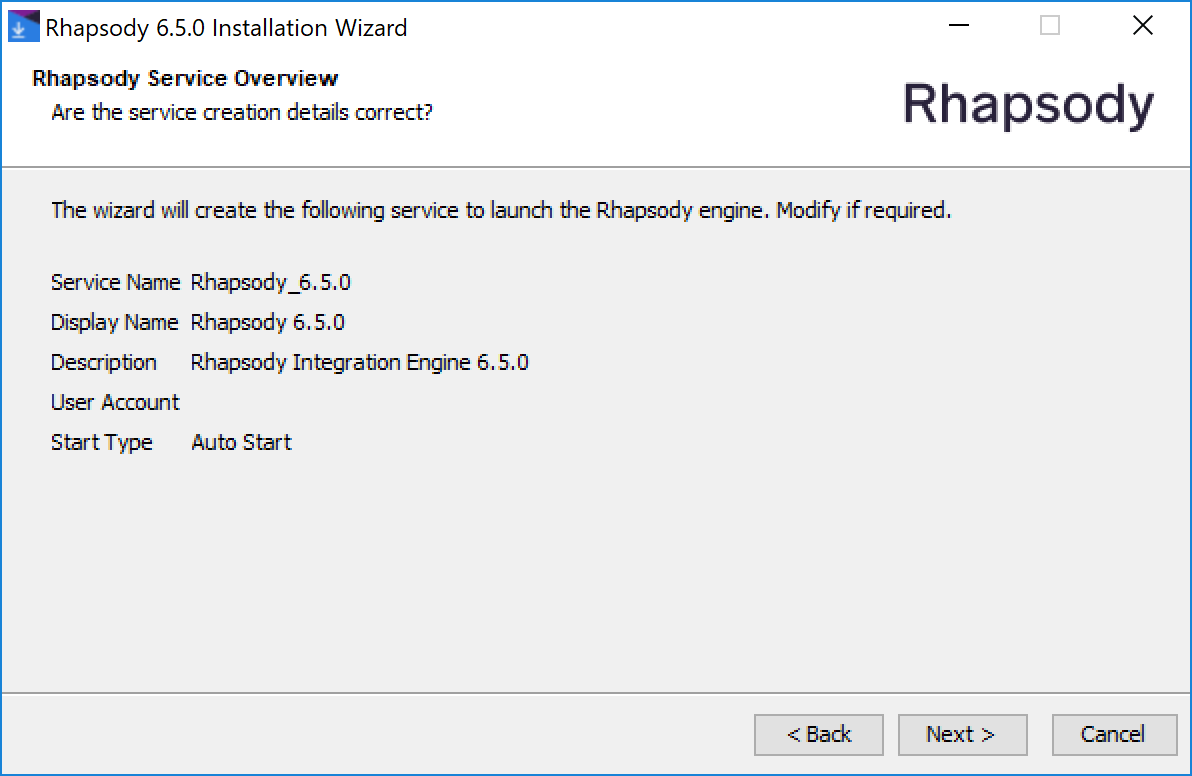 Rhapsody 6.5.0 Installation Wizard
Rhapsody Service Overview
Are the service creation details correct?
Rhapsody
The wizard will create the following service to launch the Rhapsody engine. Modify if required.
Service Name Rhapsody_6.5.0
Display Name Rhapsody 6.5.0
Description Rhapsody Integration Engine 6.5.0
User Account
Start Type Auto Start
< Back Next > Cancel